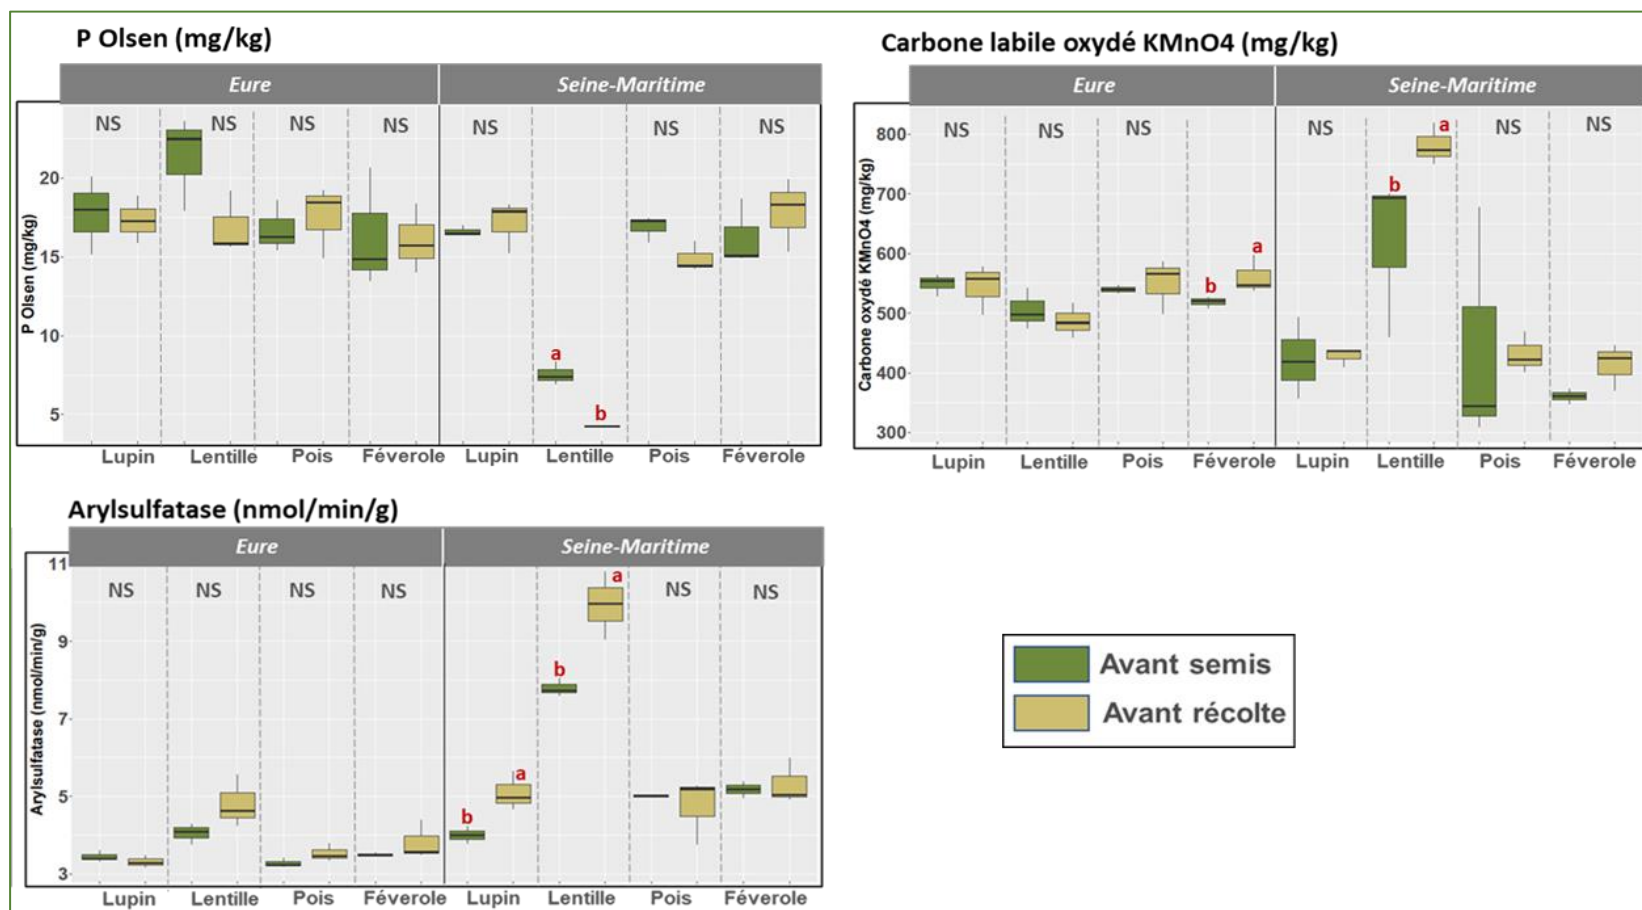 P Olsen (mg/kg)
Eure Seine-Maritime
NS NS NS NS NS NS NS
20
15
10
5
P Olsen (mg/kg)
a
b
Lupin Lentille Pois Féverole Lupin Lentille Pois Féverole
Carbone labile oxydé KMnO4 (mg/kg)
Eure Seine-Maritime
NS NS NS NS NS NS
800
700
600
500
400
300
Carbone oxydé KMnO4 (mg/kg)
b a b a
Lupin Lentille Pois Féverole Lupin Lentille Pois Féverole
Arylsulfatase (nmol/min/g)
Eure Seine-Maritime
NS NS NS NS NS NS
11
9
7
5
3
Arylsulfatase (nmol/min/g)
b a b a
Lupin Lentille Pois Féverole Lupin Lentille Pois Féverole
Avant semis
Avant récolte